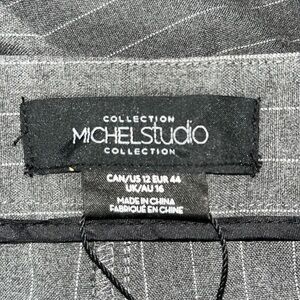 COLLECTION
MICHELSTUDIO
COLLECTION
CAN/US 12 EUR 44
UK/AU 16
MADE IN CHINA
FABRIQUÉ EN CHINE